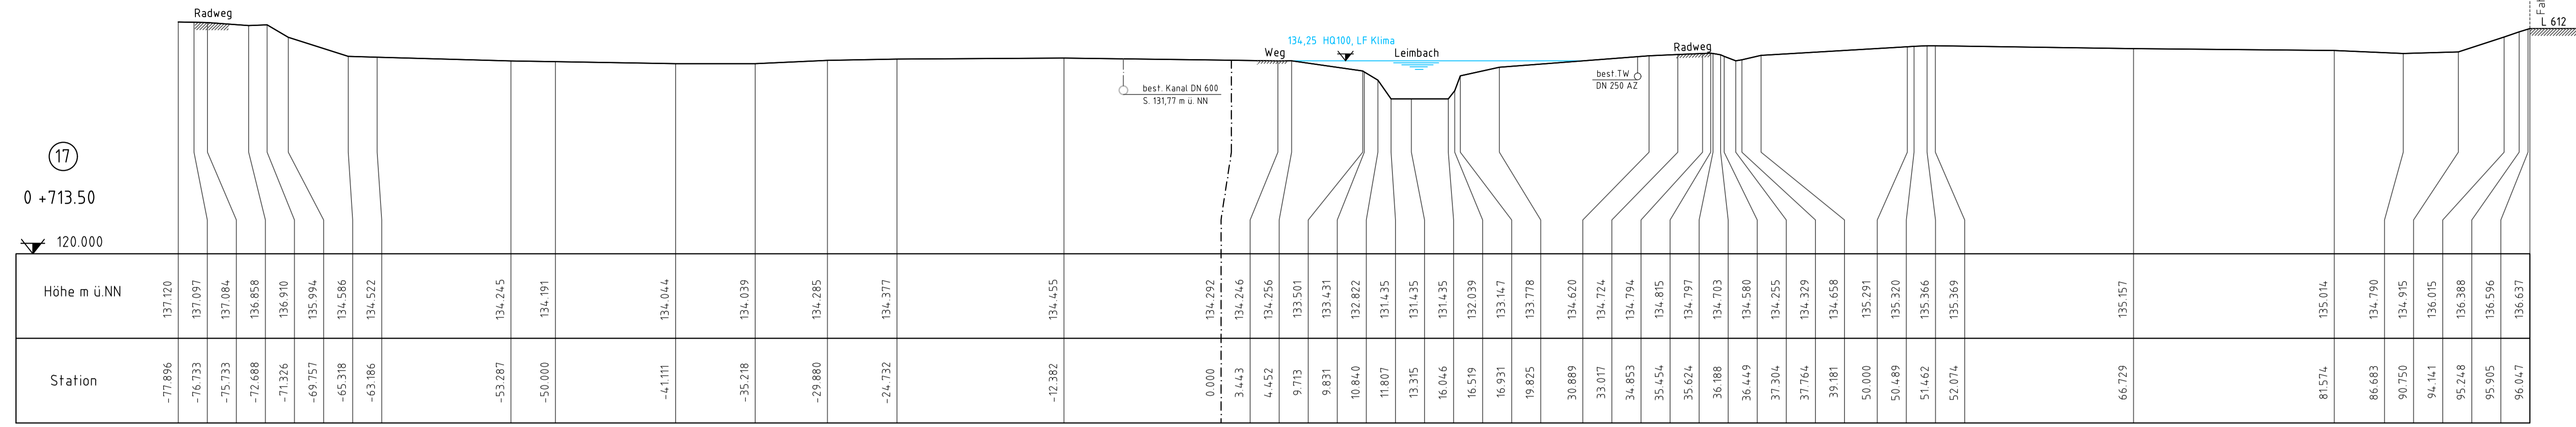 Radweg
Fa
L 612
134,25 HQ100, LF Klima
Weg
Leimbach
Radweg
best. Kanal DN 600
S. 131,77 m ü. NN
best.TW
DN 250 AZ
17
0 +713.50
120.000
Höhe m ü.NN
137.120 137.097 137.084 136.858 136.910 135.994 134.586 134.522 134.245 134.191 134.044 134.039 134.285 134.377 134.455 134.292 134.246 134.256 133.501 133.431 132.822 131.435 131.435 131.435 132.039 133.147 133.778 134.620 134.724 134.794 134.815 134.797 134.703 134.580 134.255 134.329 134.658 135.291 135.320 135.366 135.369 135.157 135.014 134.790 134.915 136.015 136.388 136.596 136.637
Station
-77.896 -76.733 -75.733 -72.688 -71.326 -69.757 -65.318 -63.186 -53.287 -50.000 -41.111 -35.218 -29.880 -24.732 -12.382 0.000 3.443 4.452 9.713 9.831 10.840 11.807 13.315 16.046 16.519 16.931 19.825 30.889 33.017 34.853 35.454 35.624 36.188 36.449 37.304 37.764 39.181 50.000 50.489 51.462 52.074 66.729 81.574 86.683 90.750 94.141 95.248 95.905 96.047